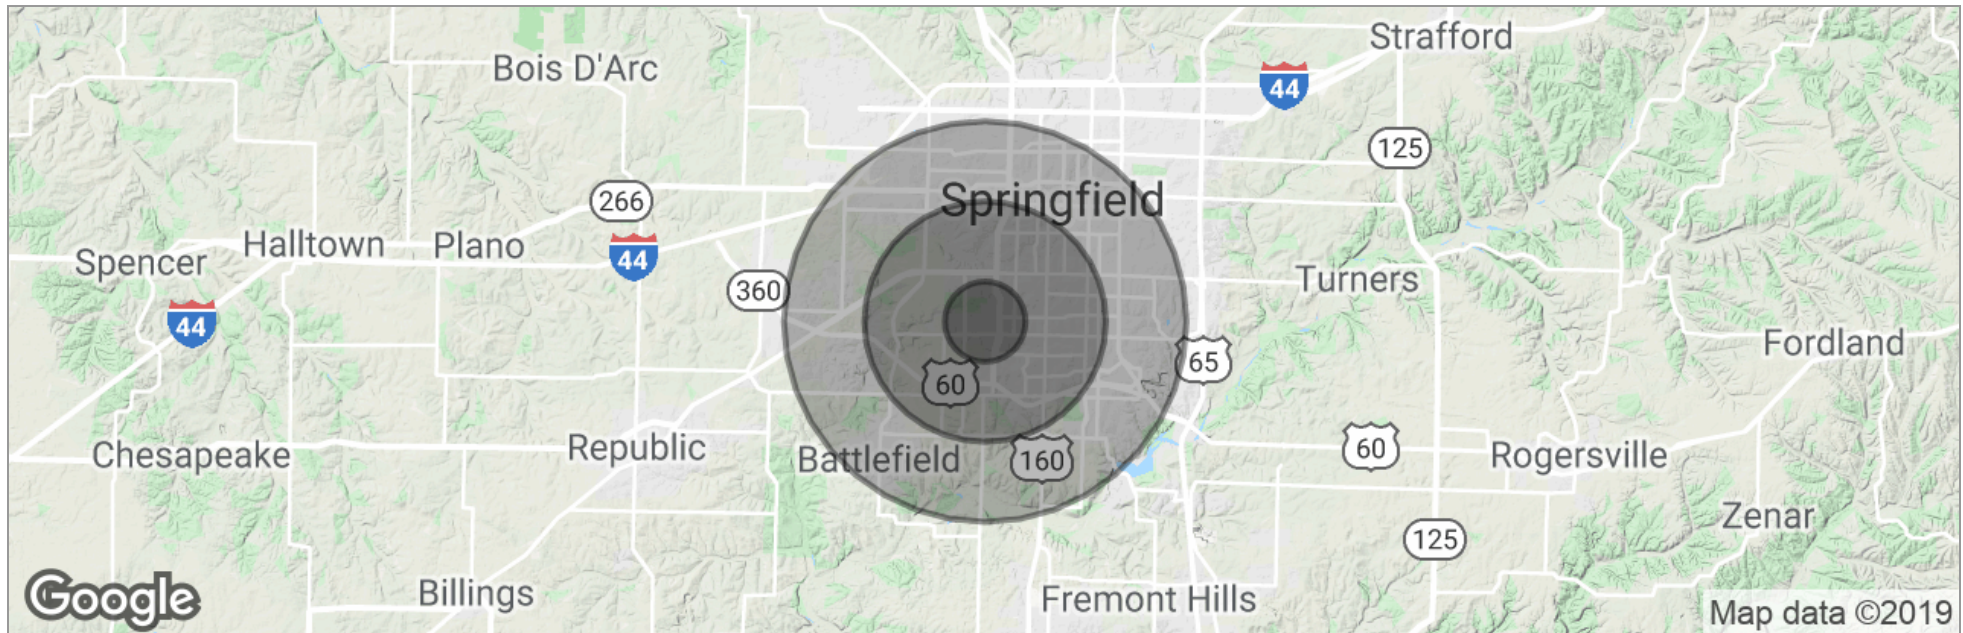 Strafford
Bois D'Arc
44
125
Springfield
266
Halltown
Plano
Spencer
44
Turners
360
44
Fordland
65
60
Republic
Chesapeake
Battlefield
160
60
Rogersville
Zenar
125
Billings
Fremont Hills
Google
Map data ©2019